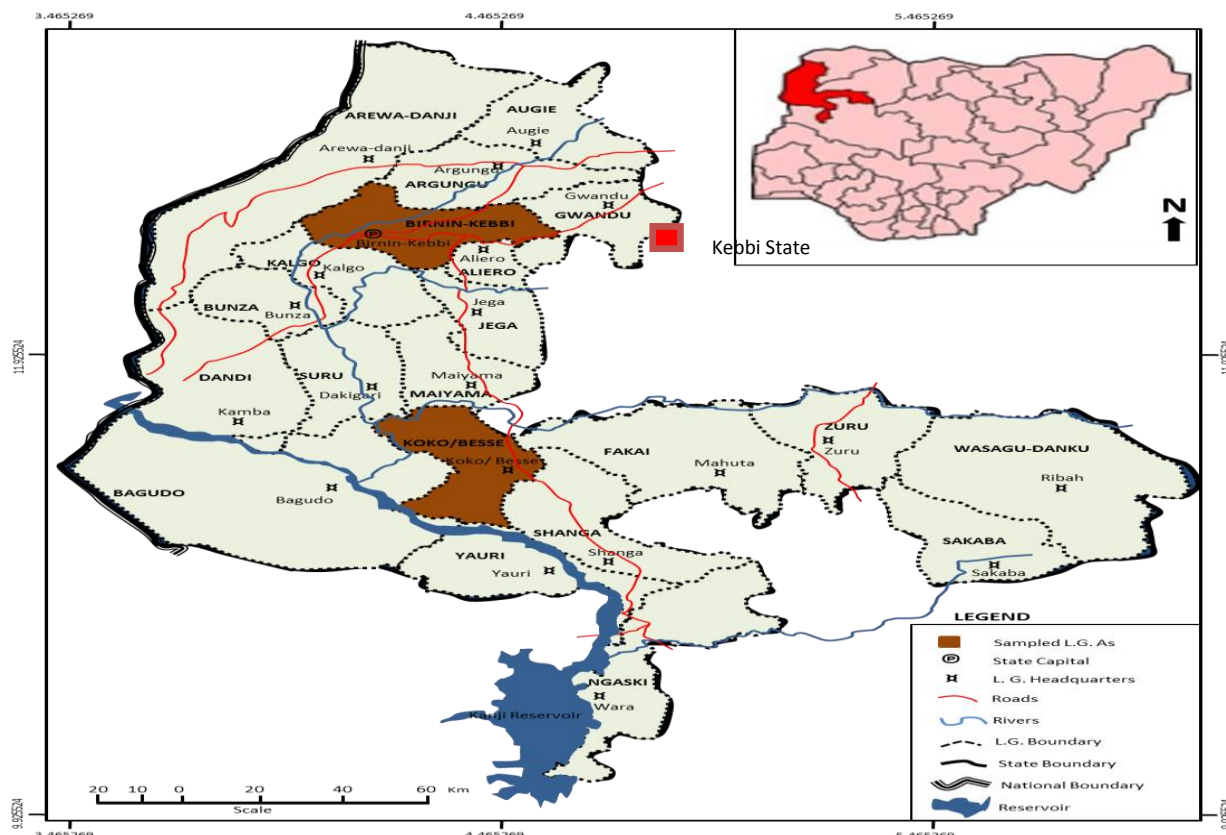 3.465269
4.465269
5.465269
AREWA-DANJI
AUGIE
Augie
Arewa-danji
Argungu
ARGUNGU
Gwandu
GWANDU
BIRNIN-KEBBI
Birnin-Kebbi
N
Kebbi State
Aliero
ALIERO
KALGO
Kalgo
BUNZA
Bunza
Jega
JEGA
11.925524
DANDI
SURU
Maiyama
MAIYAMA
Dakigari
Kamba
KOKO/BESSE
Koko/ Besse
FAKAI
Mahuta
ZURU
Zuru
WASAGU-DANKU
Ribah
BAGUDO
Bagudo
SHANGA
Shanga
YAURI
Yauri
SAKABA
Sakaba
NGASKI
Wara
Kanji Reservoir
LEGEND
Sampled L.G. As
P
State Capital
L. G. Headquarters
Roads
Rivers
L.G. Boundary
State Boundary
National Boundary
Reservoir
20 10 0 20 40 60 Km
Scale
9.925524